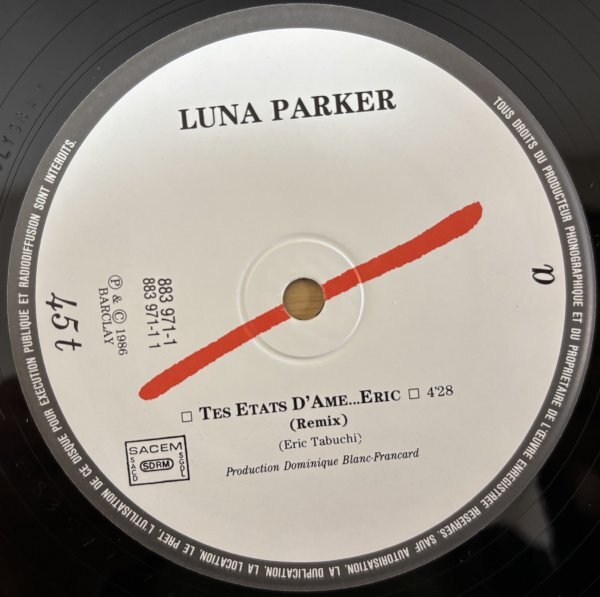 LUNA PARKER
a
883 971-1
883 971-1 1
Ⓟ & © 1986
BARCLAY
45 t
□ TES ETATS D'AME...ERIC □ 4'28
(Remix)
(Eric Tabuchi)
Production Dominique Blanc-Francard
SACEM
SACD SDRM SGDL
TOUS DROITS DU PRODUCTEUR PHONOGRAPHIQUE ET DU PROPRIETAIRE DE L'ŒUVRE ENREGISTREE RESERVES. SAUF AUTORISATION, LA DUPLICATION, LA LOCATION, LE PRET, L'UTILISATION DE CE DISQUE POUR EXECUTION PUBLIQUE ET RADIODIFFUSION SONT INTERDITS.